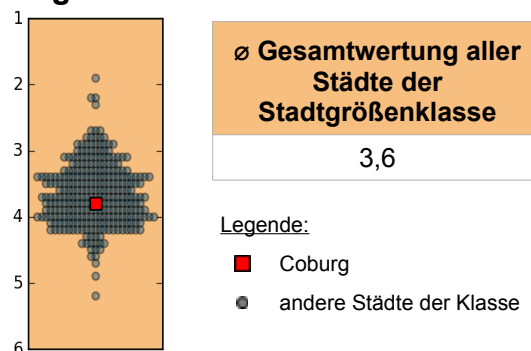 1
2
3
4
5
6
⌀ Gesamtwertung aller
Städte der
Stadtgrößenklasse
3,6
Legende:
Coburg
andere Städte der Klasse